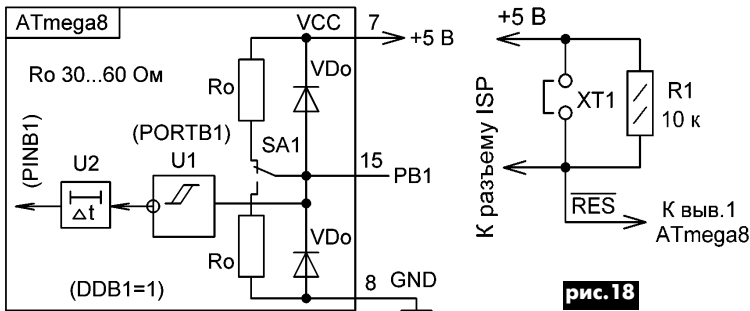 ATmega8
VCC
7
+5 В
Ro 30...60 Ом
Ro
VDo
(PORTB1)
SA1
(PINB1)
U2
U1
15
PB1
Δt
Ro
VDo
(DDB1=1)
8
GND
+5 В
К разъему ISP
XT1
R1
10 к
RES
К выв.1
ATmega8
рис.18